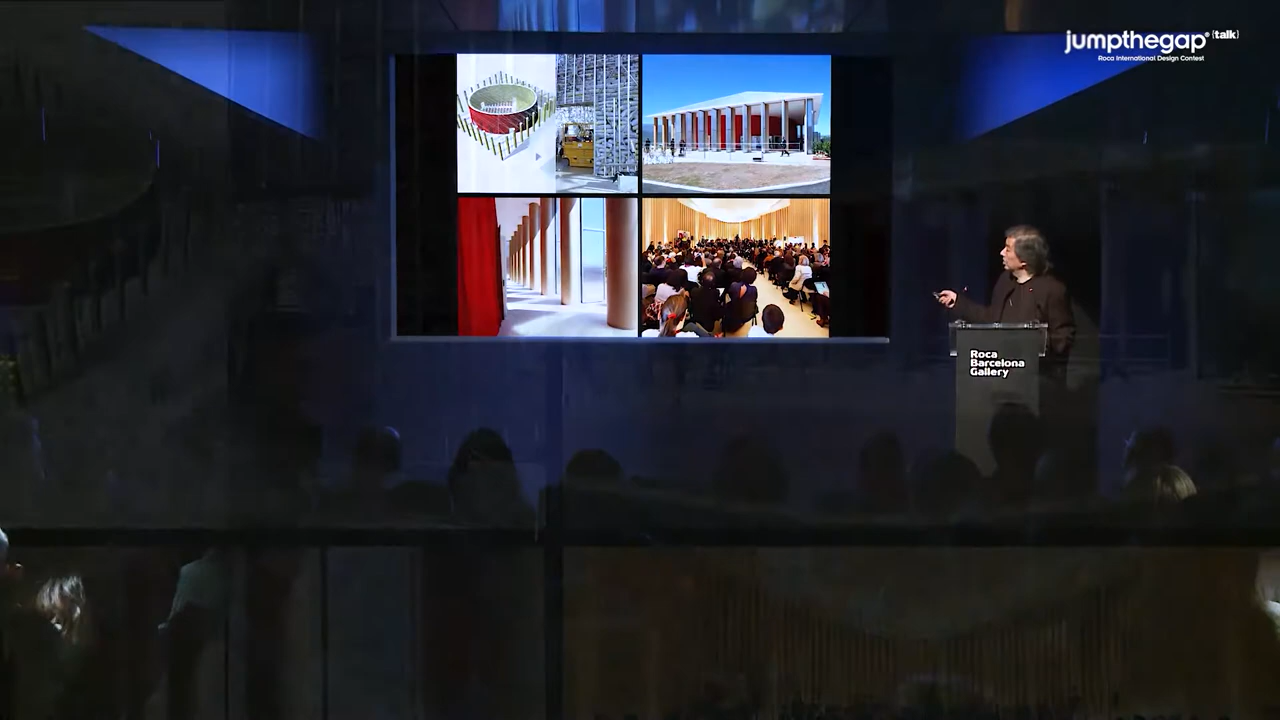 jumpthegap® {talk}
Roca International Design Contest
Roca
Barcelona
Gallery